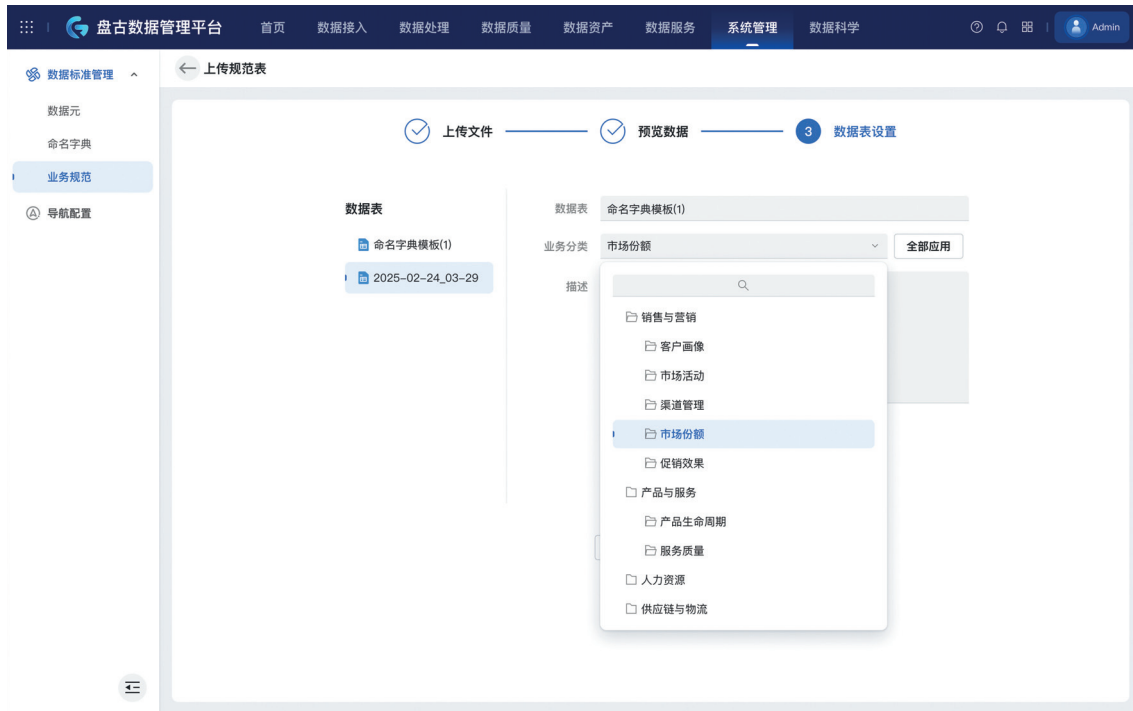 盘古数据管理平台 首页 数据接入 数据处理 数据质量 数据资产 数据服务 系统管理 数据科学 Admin
数据标准管理
数据元
命名字典
业务规范
导航配置
上传规范表
上传文件 预览数据 3 数据表设置
数据表
命名字典模板(1)
2025-02-24_03-29
数据表 命名字典模板(1)
业务分类 市场份额 全部应用
描述
销售与营销
客户画像
市场活动
渠道管理
市场份额
促销效果
产品与服务
产品生命周期
服务质量
人力资源
供应链与物流